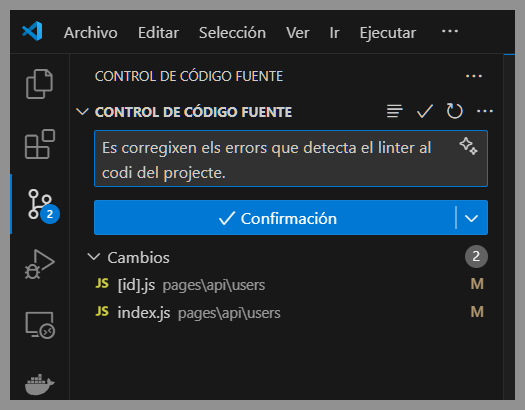 Archivo Editar Selección Ver Ir Ejecutar ···
CONTROL DE CÓDIGO FUENTE ···
CONTROL DE CÓDIGO FUENTE ···
Es corregixen els errors que detecta el linter al
codi del projecte.
2
Confirmación
Cambios 2
JS [id].js pages\api\users M
JS index.js pages\api\users M